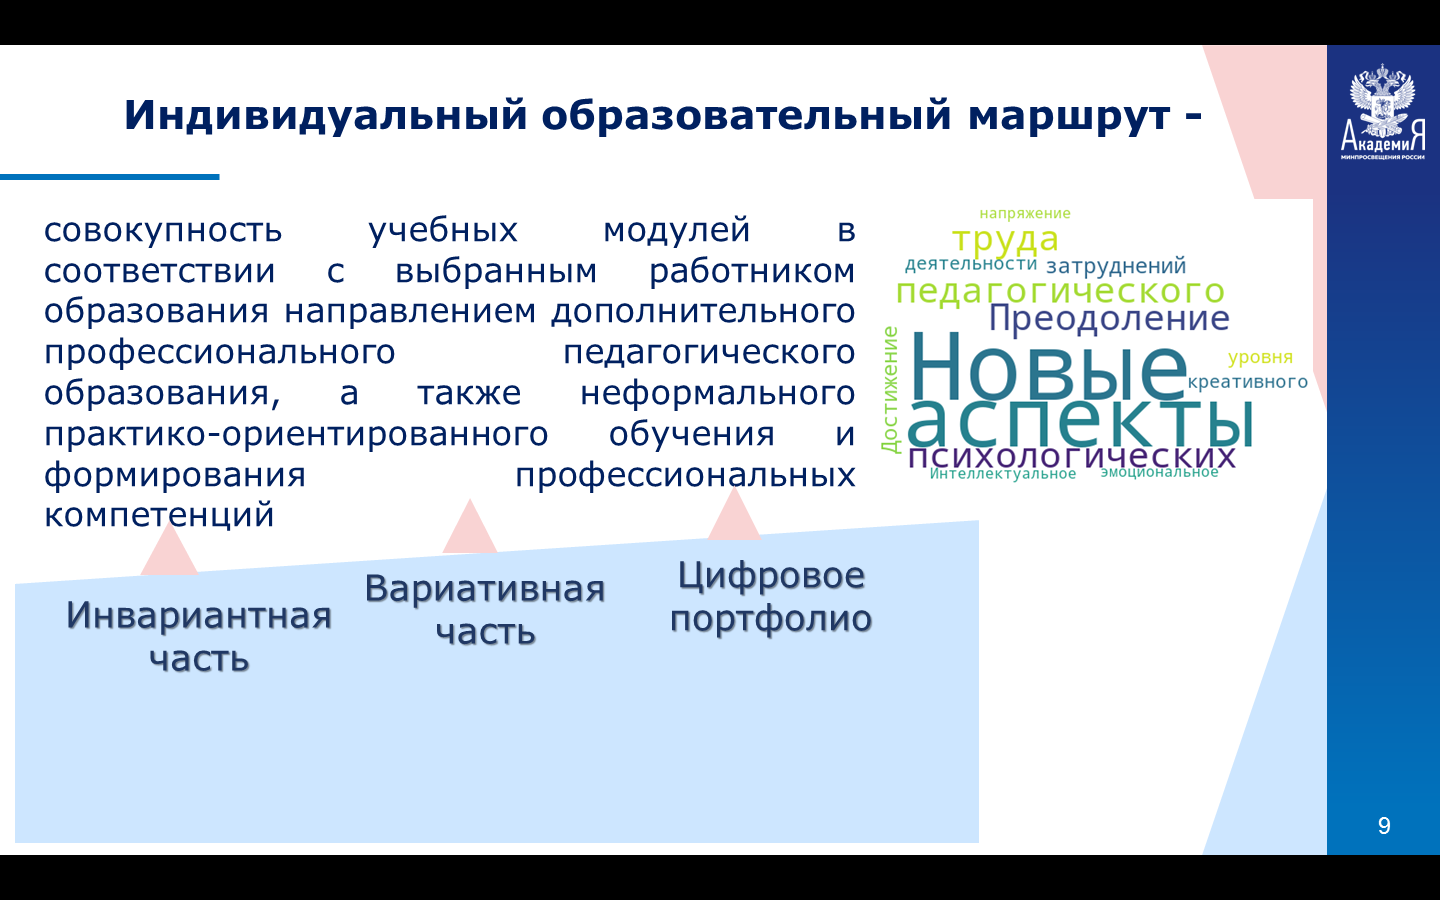 Индивидуальный образовательный маршрут -
АкадемиЯ
МИНПРОСВЕЩЕНИЯ РОССИИ
совокупность учебных модулей в
соответствии с выбранным работником
образования направлением дополнительного
профессионального педагогического
образования, а также неформального
практико-ориентированного обучения и
формирования профессиональных
компетенций
напряжение
труда
деятельности затруднений
педагогического
Преодоление
Достижение
Новые
уровня
креативного
аспекты
психологических
Интеллектуальное эмоциональное
Инвариантная
часть
Вариативная
часть
Цифровое
портфолио
9